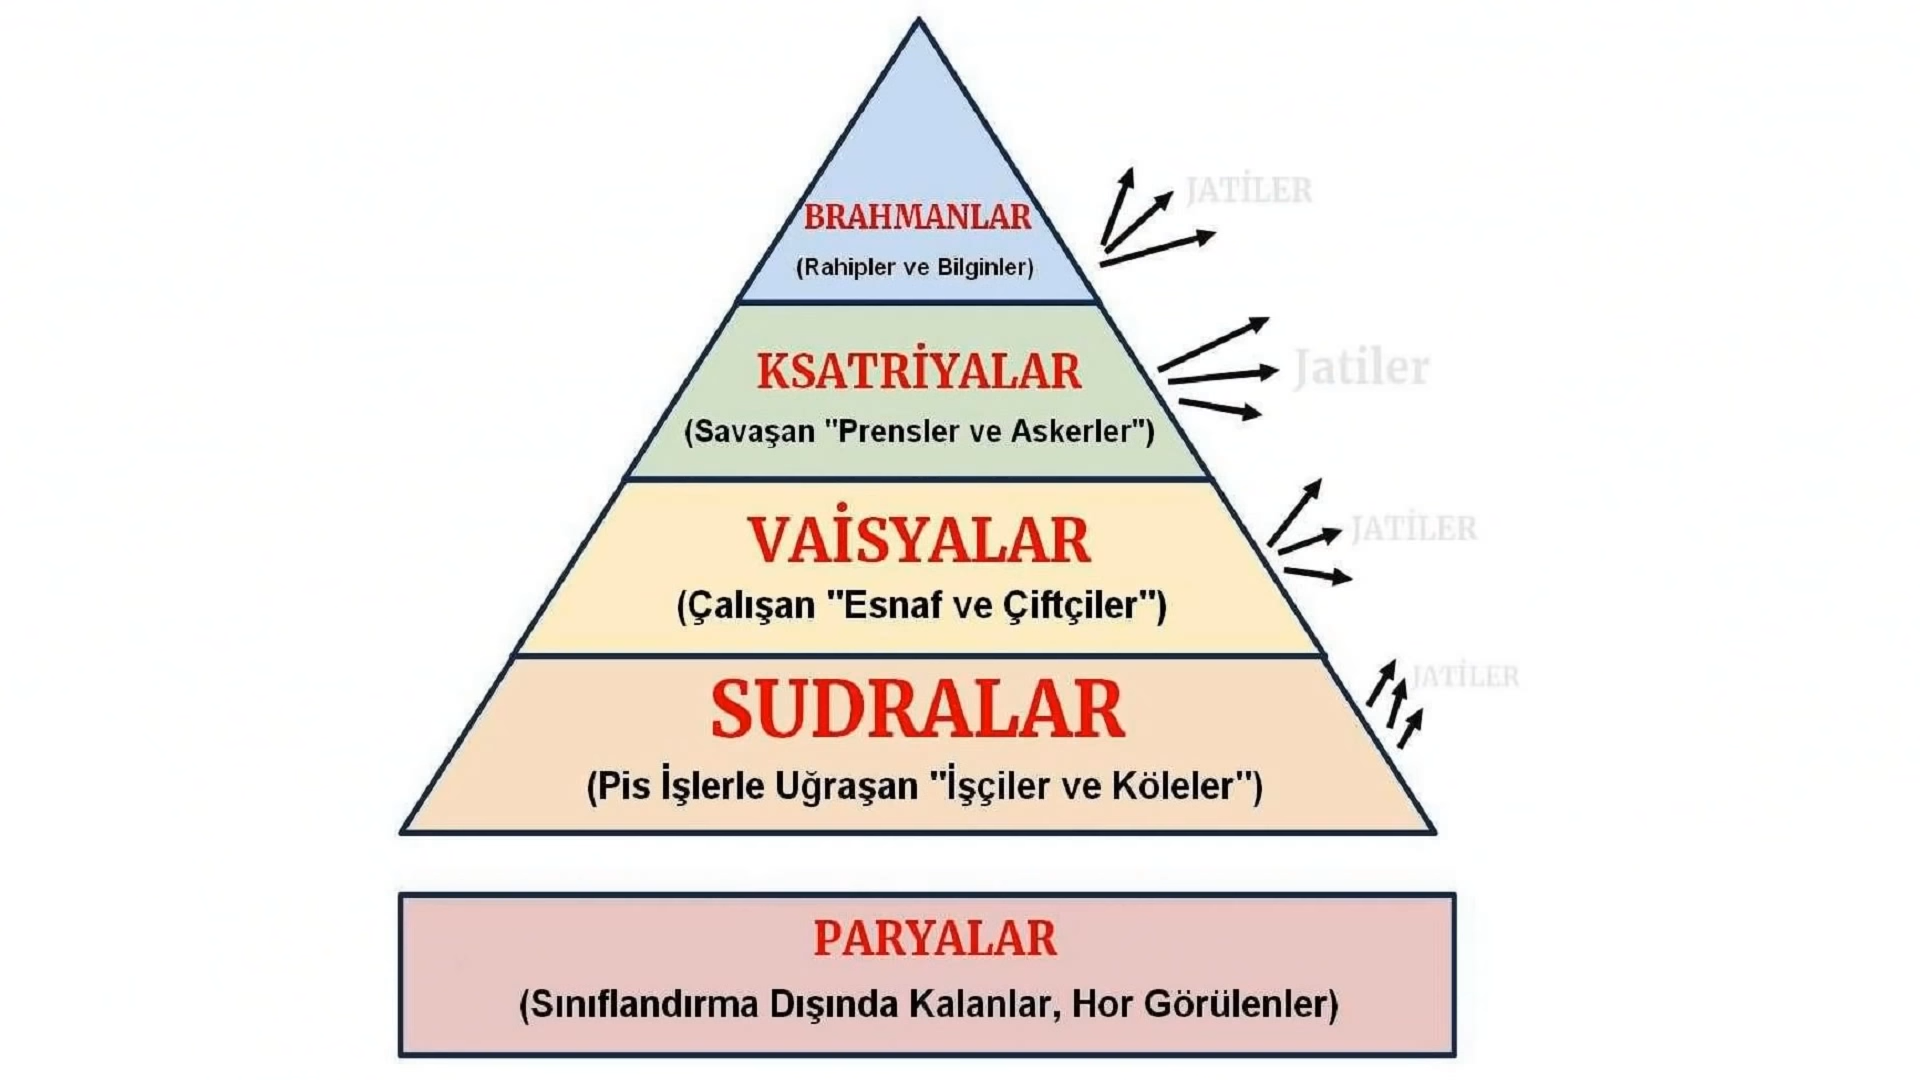 BRAHMANLAR
(Rahipler ve Bilginler)
JATİLER
KSATRİYALAR
(Savaşan "Prensler ve Askerler")
Jatiler
VAİSYALAR
(Çalışan "Esnaf ve Çiftçiler")
JATİLER
SUDRALAR
(Pis İşlerle Uğraşan "İşçiler ve Köleler")
JATİLER
PARYALAR
(Sınıflandırma Dışında Kalanlar, Hor Görülenler)